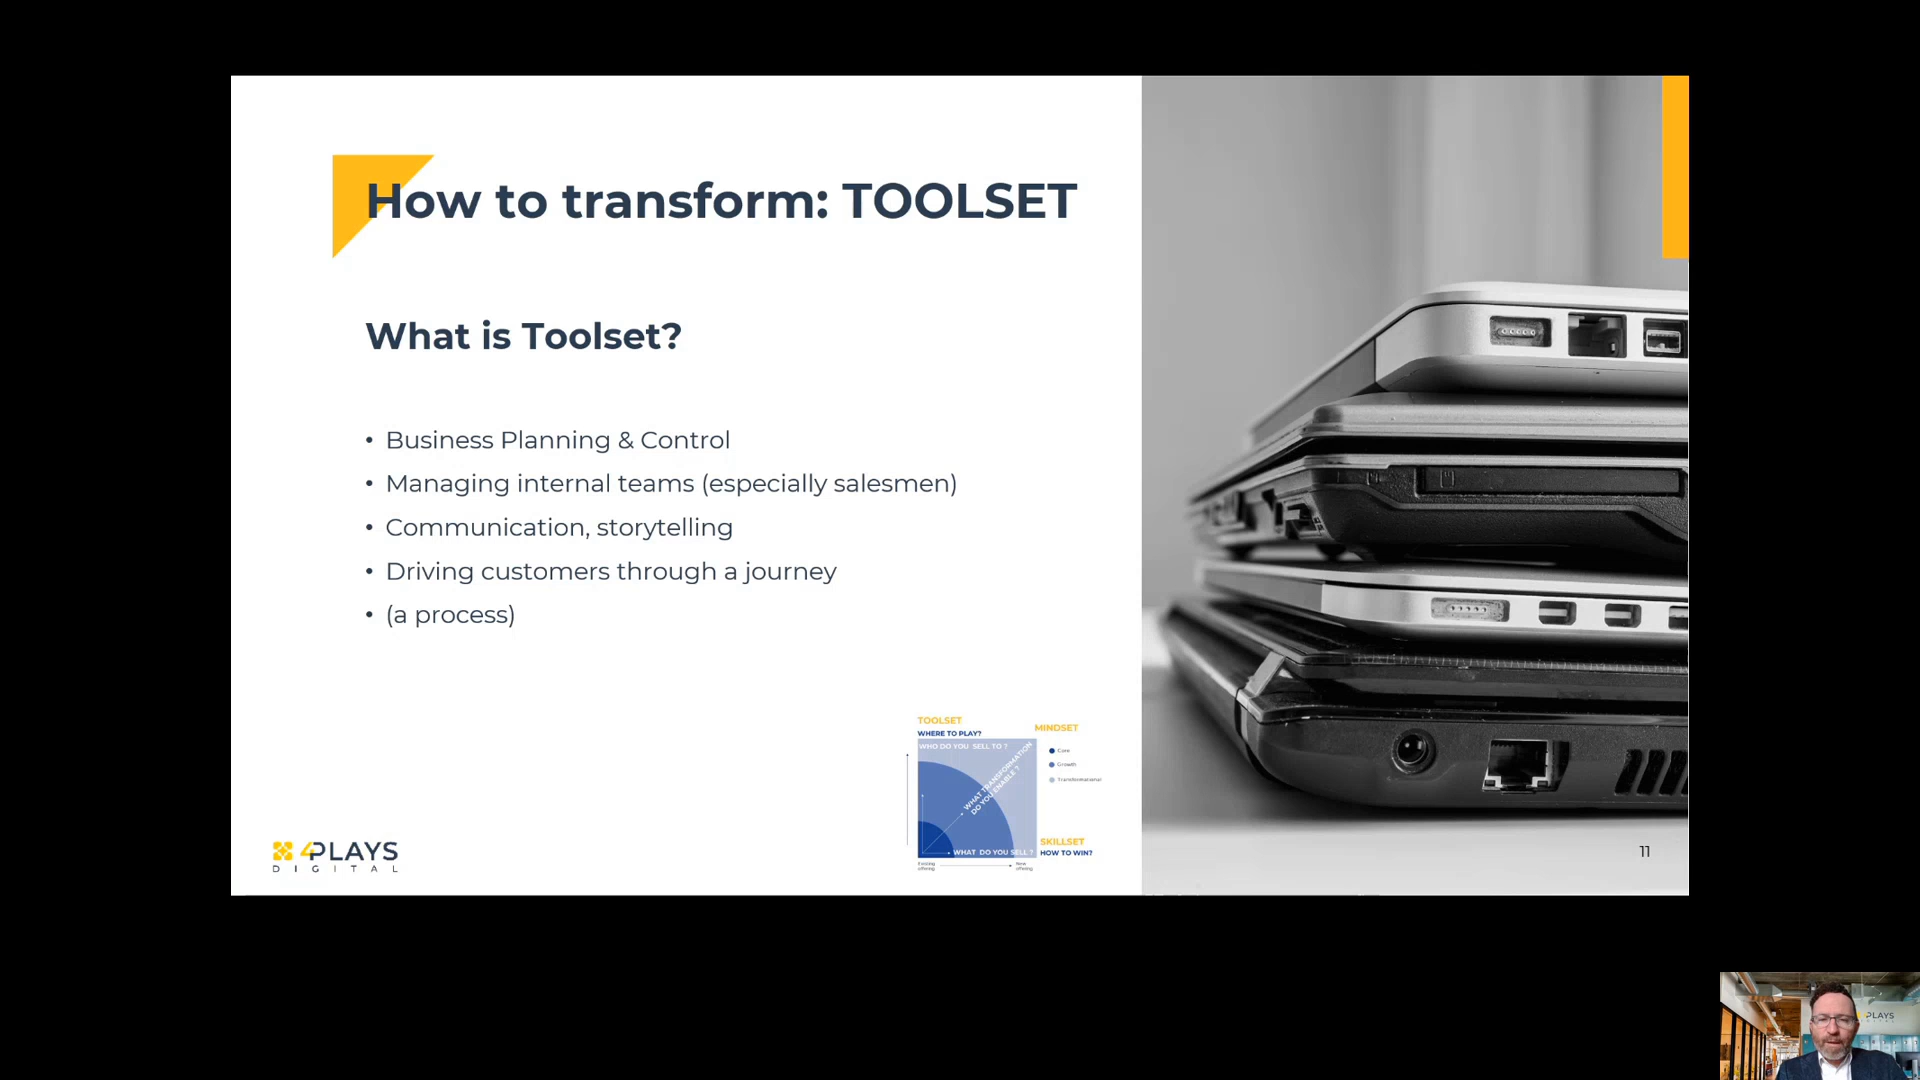 How to transform: TOOLSET
What is Toolset?
• Business Planning & Control
• Managing internal teams (especially salesmen)
• Communication, storytelling
• Driving customers through a journey
• (a process)
TOOLSET
WHERE TO PLAY?
MINDSET
WHO DO YOU SELL TO ?
WHAT TRANSFORMATION
DO YOU ENABLE ?
Core
Growth
Transformational
WHAT DO YOU SELL ?
SKILLSET
HOW TO WIN?
Existing
offering
New
offering
4PLAYS
DIGITAL
11
PLAYS